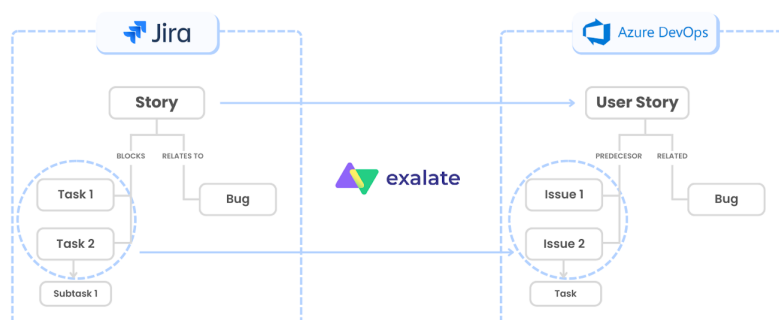 Jira
Azure DevOps
Story
User Story
BLOCKS
RELATES TO
PREDECESOR
RELATED
exalate
Task 1
Bug
Issue 1
Bug
Task 2
Issue 2
Subtask 1
Task